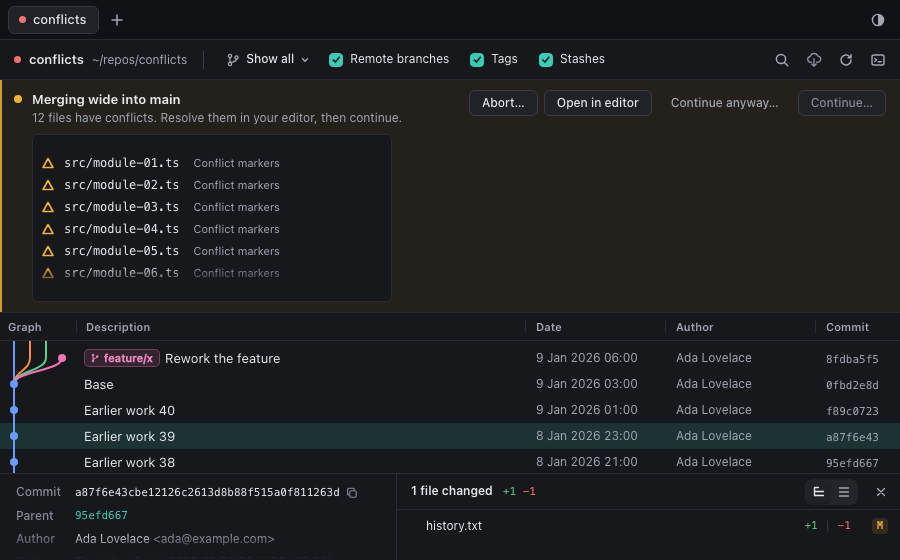 conflicts
conflicts ~/repos/conflicts Show all Remote branches Tags Stashes
Merging wide into main
12 files have conflicts. Resolve them in your editor, then continue.
Abort... Open in editor Continue anyway... Continue...
src/module-01.ts Conflict markers
src/module-02.ts Conflict markers
src/module-03.ts Conflict markers
src/module-04.ts Conflict markers
src/module-05.ts Conflict markers
src/module-06.ts Conflict markers
Graph Description Date Author Commit
feature/x Rework the feature 9 Jan 2026 06:00 Ada Lovelace 8fdba5f5
Base 9 Jan 2026 03:00 Ada Lovelace 0fbd2e8d
Earlier work 40 9 Jan 2026 01:00 Ada Lovelace f89c0723
Earlier work 39 8 Jan 2026 23:00 Ada Lovelace a87f6e43
Earlier work 38 8 Jan 2026 21:00 Ada Lovelace 95efd667
Commit a87f6e43cbe12126c2613d8b88f515a0f811263d
Parent 95efd667
Author Ada Lovelace <ada@example.com>
1 file changed +1 −1
history.txt +1 | −1 M